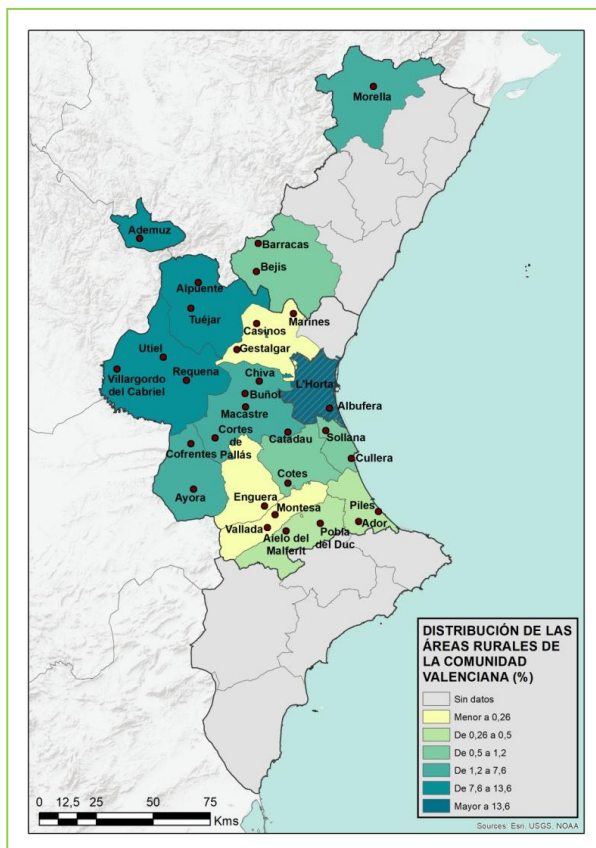 Morella
Ademuz
Barracas
Bejis
Alpuente
Tuéjar
Marines
Casinos
Utiel
Gestalgar
Chiva
Requena
L'Horta
Villargordo
del Cabriel
Buñol
Albufera
Macastre
Cortes
de
Pallás
Catadau
Sollana
Cofrentes
Cullera
Cotes
Ayora
Enguera
Montesa
Piles
Vallada
Ador
Aielo del
Malferit
Pobla
del Duc
DISTRIBUCIÓN DE LAS
ÁREAS RURALES DE
LA COMUNIDAD
VALENCIANA (%)
Sin datos
Menor a 0,26
De 0,26 a 0,5
De 0,5 a 1,2
De 1,2 a 7,6
De 7,6 a 13,6
Mayor a 13,6
0 12,5 25 50 75
Kms
Sources: Esri, USGS, NOAA